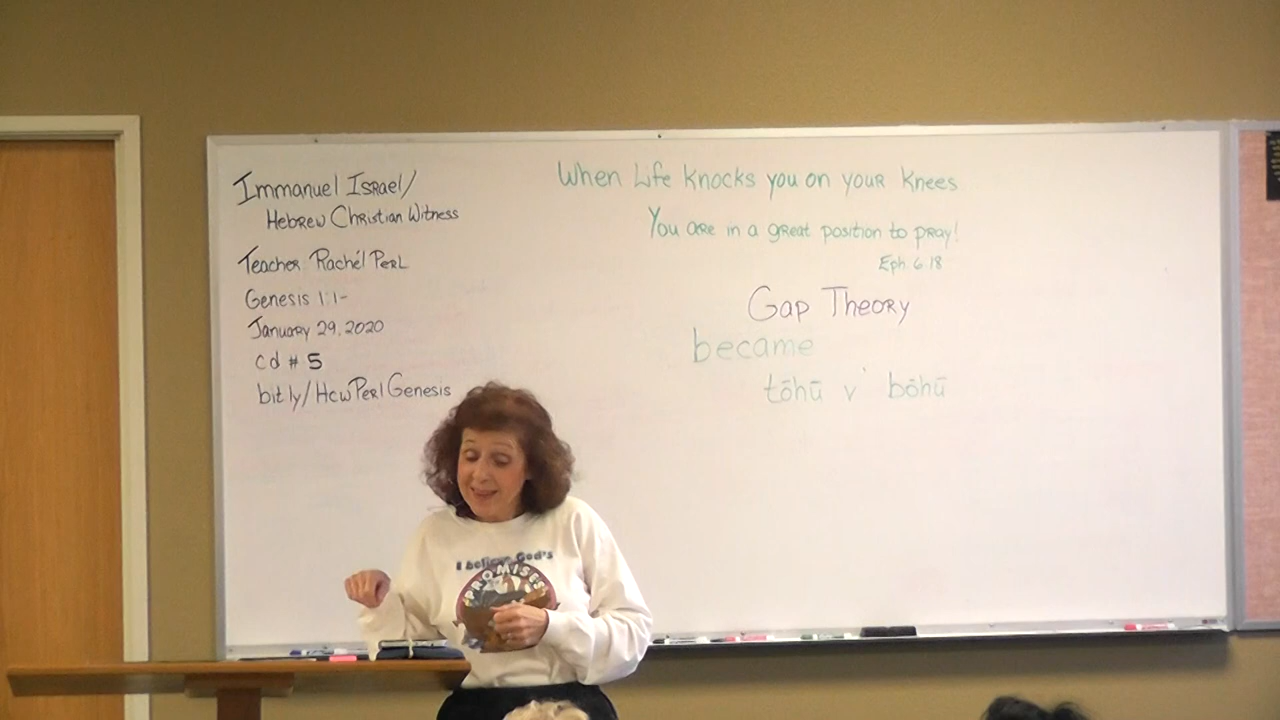 Immanuel Israel/
Hebrew Christian Witness
Teacher Rachél Perl
Genesis 1:1-
January 29, 2020
Cd # 5
bit.ly/HcwPerlGenesis
When Life Knocks you on your Knees
You are in a great position to pray!
Eph. 6:18
Gap Theory
became
tōhū v' bōhū
I believe God's
PROMISES